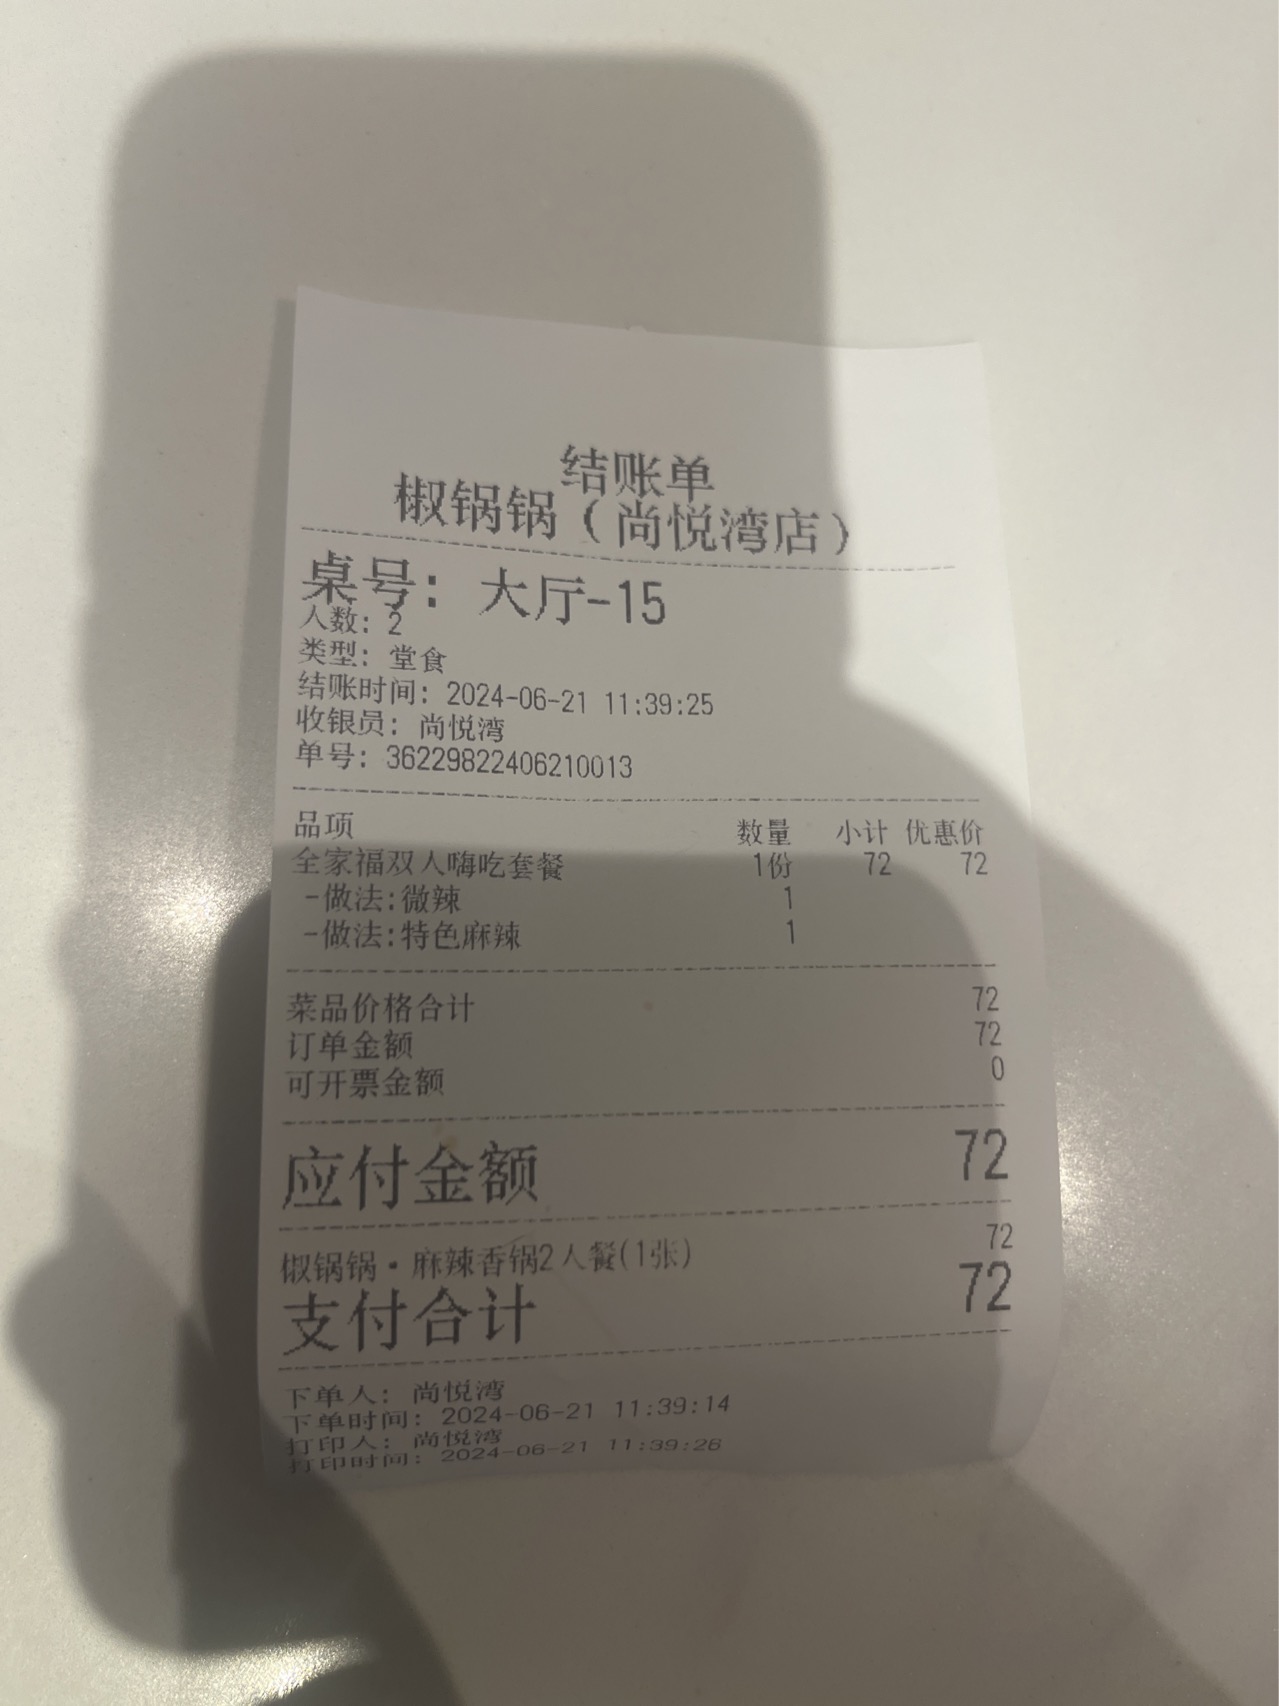 结账单
椒锅锅（尚悦湾店）
桌号：大厅-15
人数：2
类型：堂食
结账时间：2024-06-21 11:39:25
收银员：尚悦湾
单号：36229822406210013
品项 数量 小计 优惠价
全家福双人嗨吃套餐 1份 72 72
-做法:微辣 1
-做法:特色麻辣 1
菜品价格合计 72
订单金额 72
可开票金额 0
应付金额 72
椒锅锅·麻辣香锅2人餐(1张) 72
支付合计 72
下单人：尚悦湾
下单时间：2024-06-21 11:39:14
打印人：尚悦湾
打印时间：2024-06-21 11:39:26